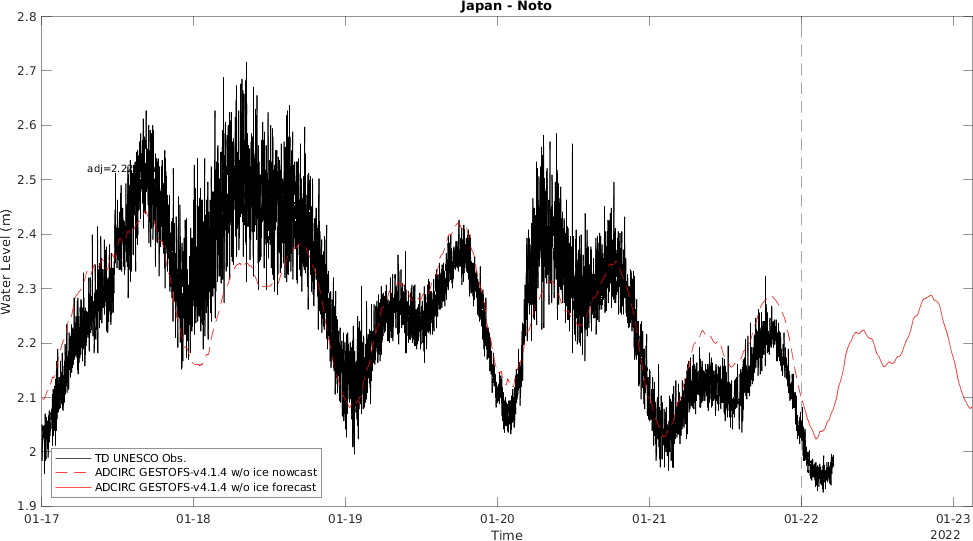 Japan - Noto
2.8
2.7
2.6
2.5
2.4
2.3
2.2
2.1
2
1.9
Water Level (m)
adj=2.22
TD UNESCO Obs.
ADCIRC GESTOFS-v4.1.4 w/o ice nowcast
ADCIRC GESTOFS-v4.1.4 w/o ice forecast
01-17
01-18
01-19
01-20
01-21
01-22
01-23
Time
2022